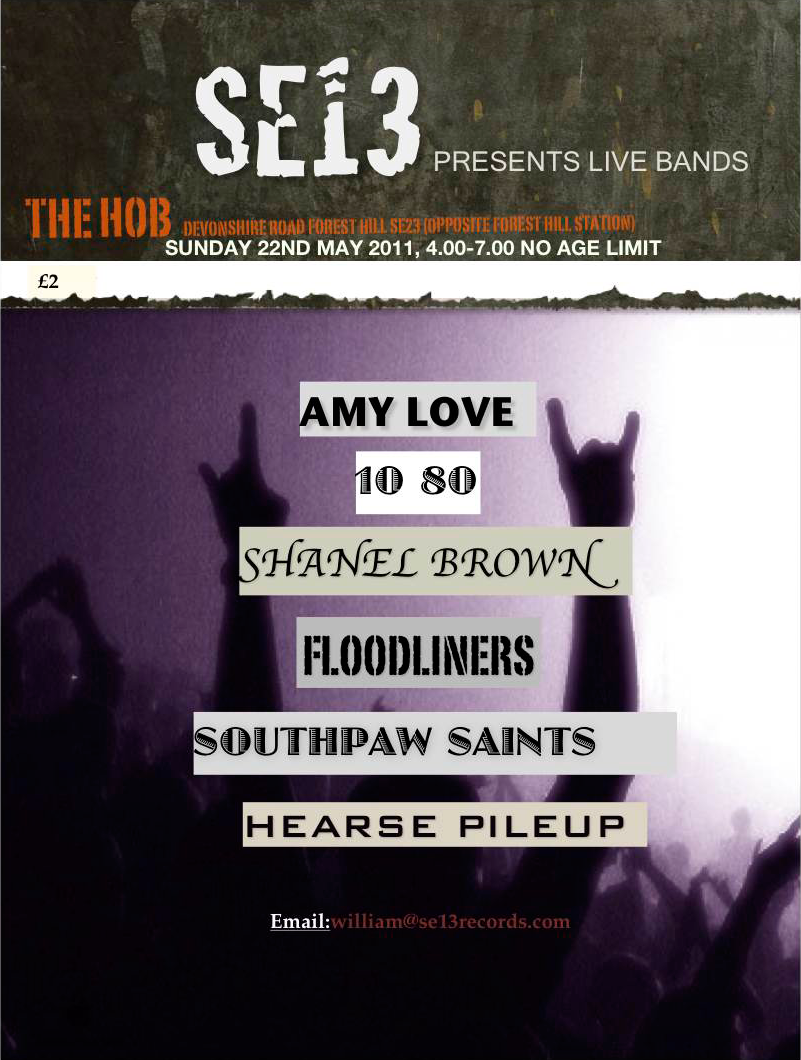 SE13 PRESENTS LIVE BANDS
THE HOB DEVONSHIRE ROAD FOREST HILL SE23 (OPPOSITE FOREST HILL STATION)
SUNDAY 22ND MAY 2011, 4.00-7.00 NO AGE LIMIT
£2
AMY LOVE
10 80
SHANEL BROWN
FLOODLINERS
SOUTHPAW SAINTS
HEARSE PILEUP
Email:william@se13records.com